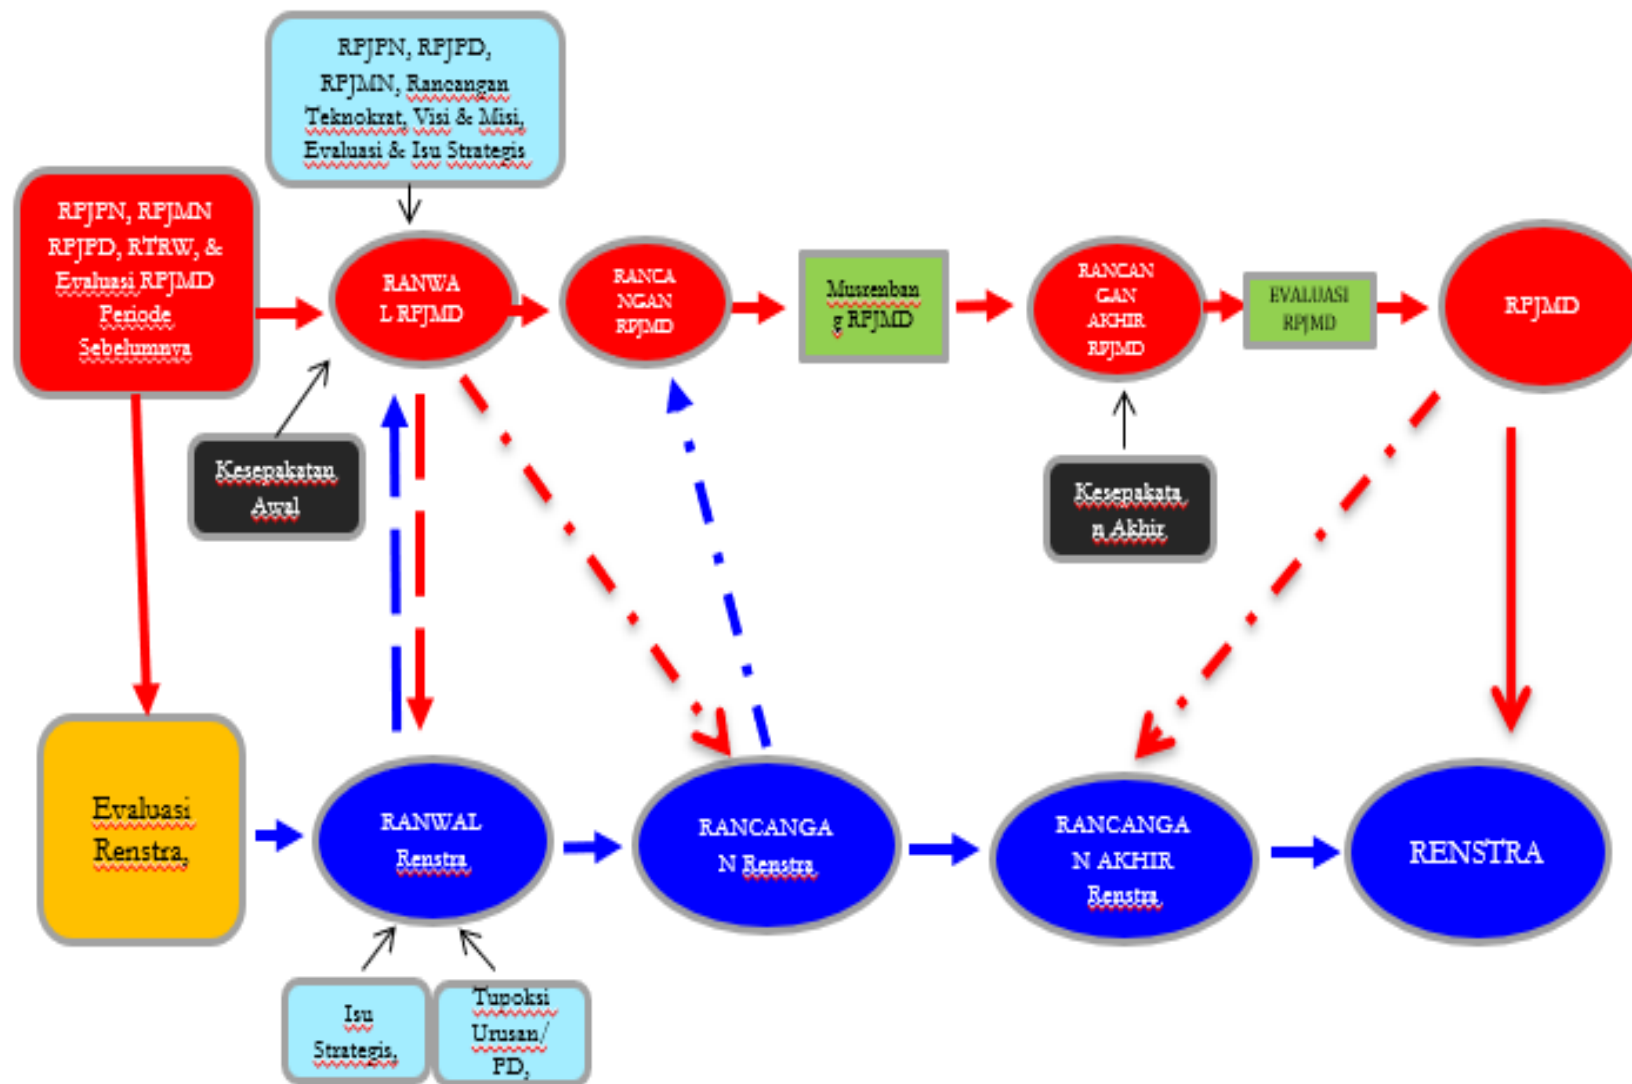 RPJPN, RPJPD,
RPJMN, Rancangan
Teknokrat, Visi & Misi,
Evaluasi & Isu Strategis
RPJPN, RPJMN
RPJPD, RTRW, &
Evaluasi RPJMD
Periode
Sebelumnya
RANWA
L RPJMD
RANCA
NGAN
RPJMD
Musrenban
g RPJMD
RANCAN
GAN
AKHIR
RPJMD
EVALUASI
RPJMD
RPJMD
Kesepakatan
Awal
Kesepakata
n Akhir
Evaluasi
Renstra,
RANWAL
Renstra
RANCANGA
N Renstra
RANCANGA
N AKHIR
Renstra
RENSTRA
Isu
Strategis,
Tupoksi
Urusan/
PD,